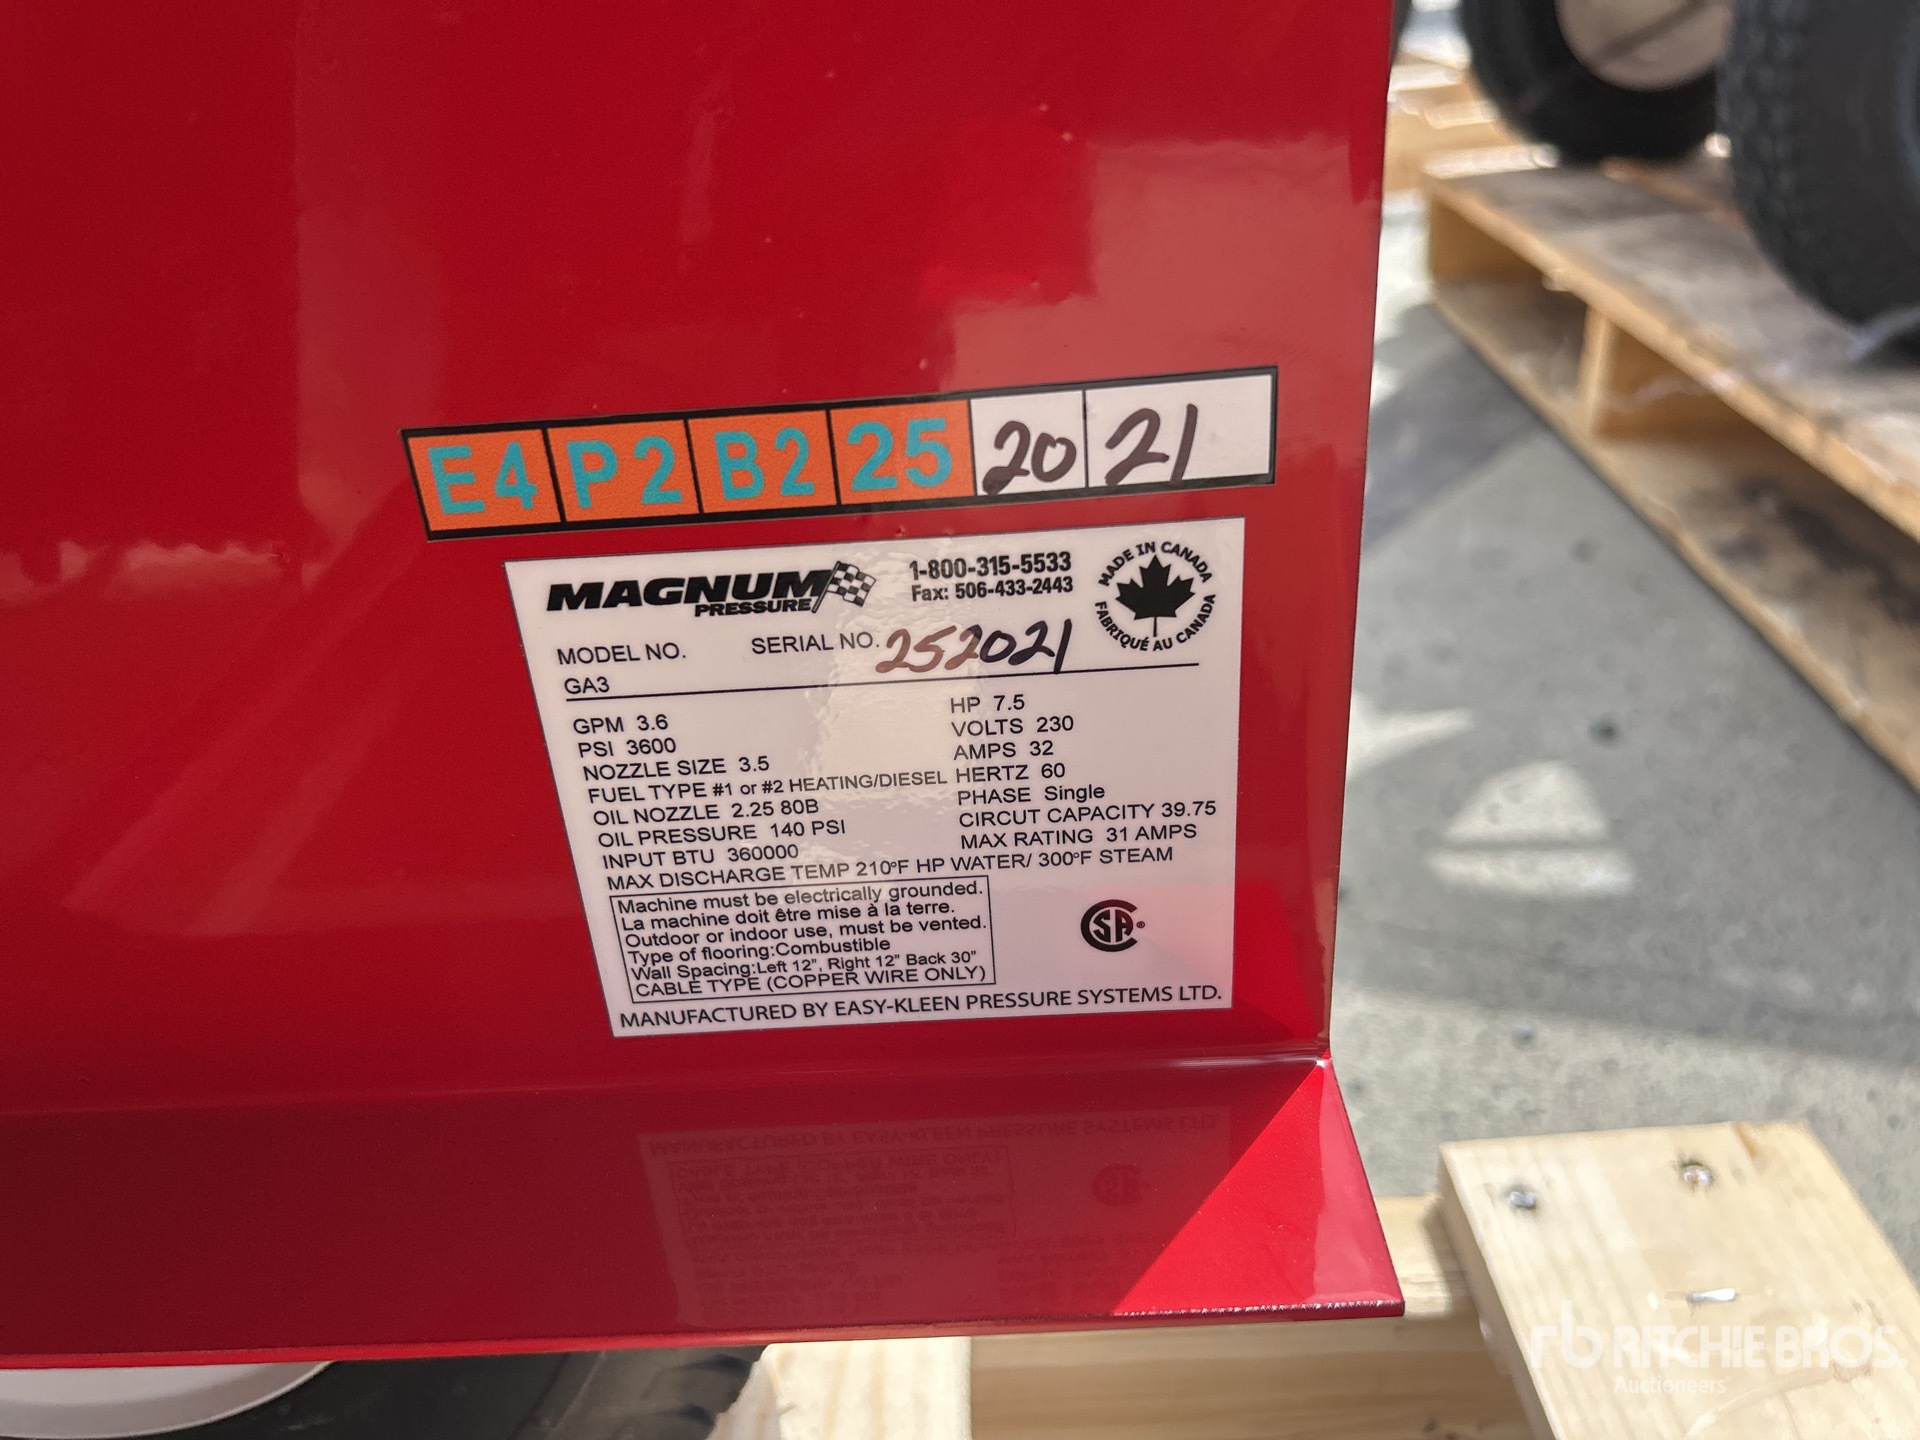 E4 P2 B2 25 20 21
MAGNUM PRESSURE
1-800-315-5533
Fax: 506-433-2443
MADE IN CANADA
FABRIQUÉ AU CANADA
MODEL NO. SERIAL NO. 252021
GA3
GPM 3.6
PSI 3600
NOZZLE SIZE 3.5
FUEL TYPE #1 or #2 HEATING/DIESEL
OIL NOZZLE 2.25 80B
OIL PRESSURE 140 PSI
INPUT BTU 360000
HP 7.5
VOLTS 230
AMPS 32
HERTZ 60
PHASE Single
CIRCUT CAPACITY 39.75
MAX RATING 31 AMPS
MAX DISCHARGE TEMP 210°F HP WATER/ 300°F STEAM
Machine must be electrically grounded.
La machine doit être mise à la terre.
Outdoor or indoor use, must be vented.
Type of flooring:Combustible
Wall Spacing:Left 12", Right 12" Back 30"
CABLE TYPE (COPPER WIRE ONLY)
SA®
MANUFACTURED BY EASY-KLEEN PRESSURE SYSTEMS LTD.
rb RITCHIE BROS.
Auctioneers